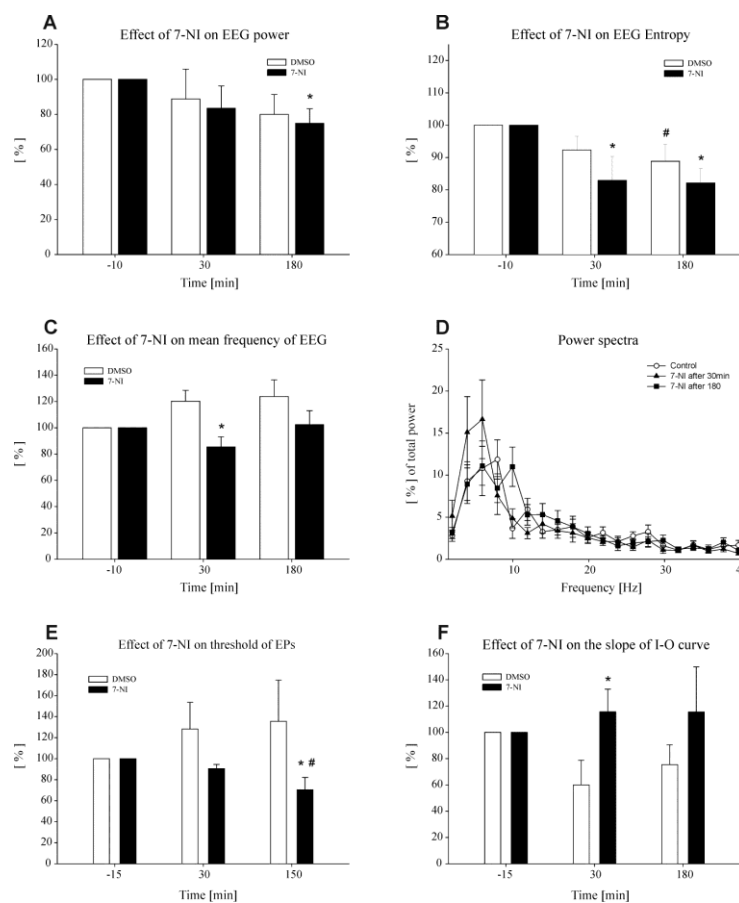 A
Effect of 7-NI on EEG power
120
100
80
60
40
20
0
[ % ]
DMSO
7-NI
*
-10
30
180
Time [min]
B
Effect of 7-NI on EEG Entropy
120
110
100
90
80
70
60
[ % ]
DMSO
7-NI
*
#
*
-10
30
180
Time [min]
C
Effect of 7-NI on mean frequency of EEG
160
140
120
100
80
60
40
20
0
[ % ]
DMSO
7-NI
*
-10
30
180
Time [min]
D
Power spectra
25
20
15
10
5
0
[ % ] of total power
Control
7-NI after 30min
7-NI after 180
10
20
30
Frequency [Hz]
E
Effect of 7-NI on threshold of EPs
200
180
160
140
120
100
80
60
40
20
0
[ % ]
DMSO
7-NI
* #
-15
30
150
Time [min]
F
Effect of 7-NI on the slope of I-O curve
160
140
120
100
80
60
40
20
0
[ % ]
DMSO
7-NI
*
-15
30
180
Time [min]